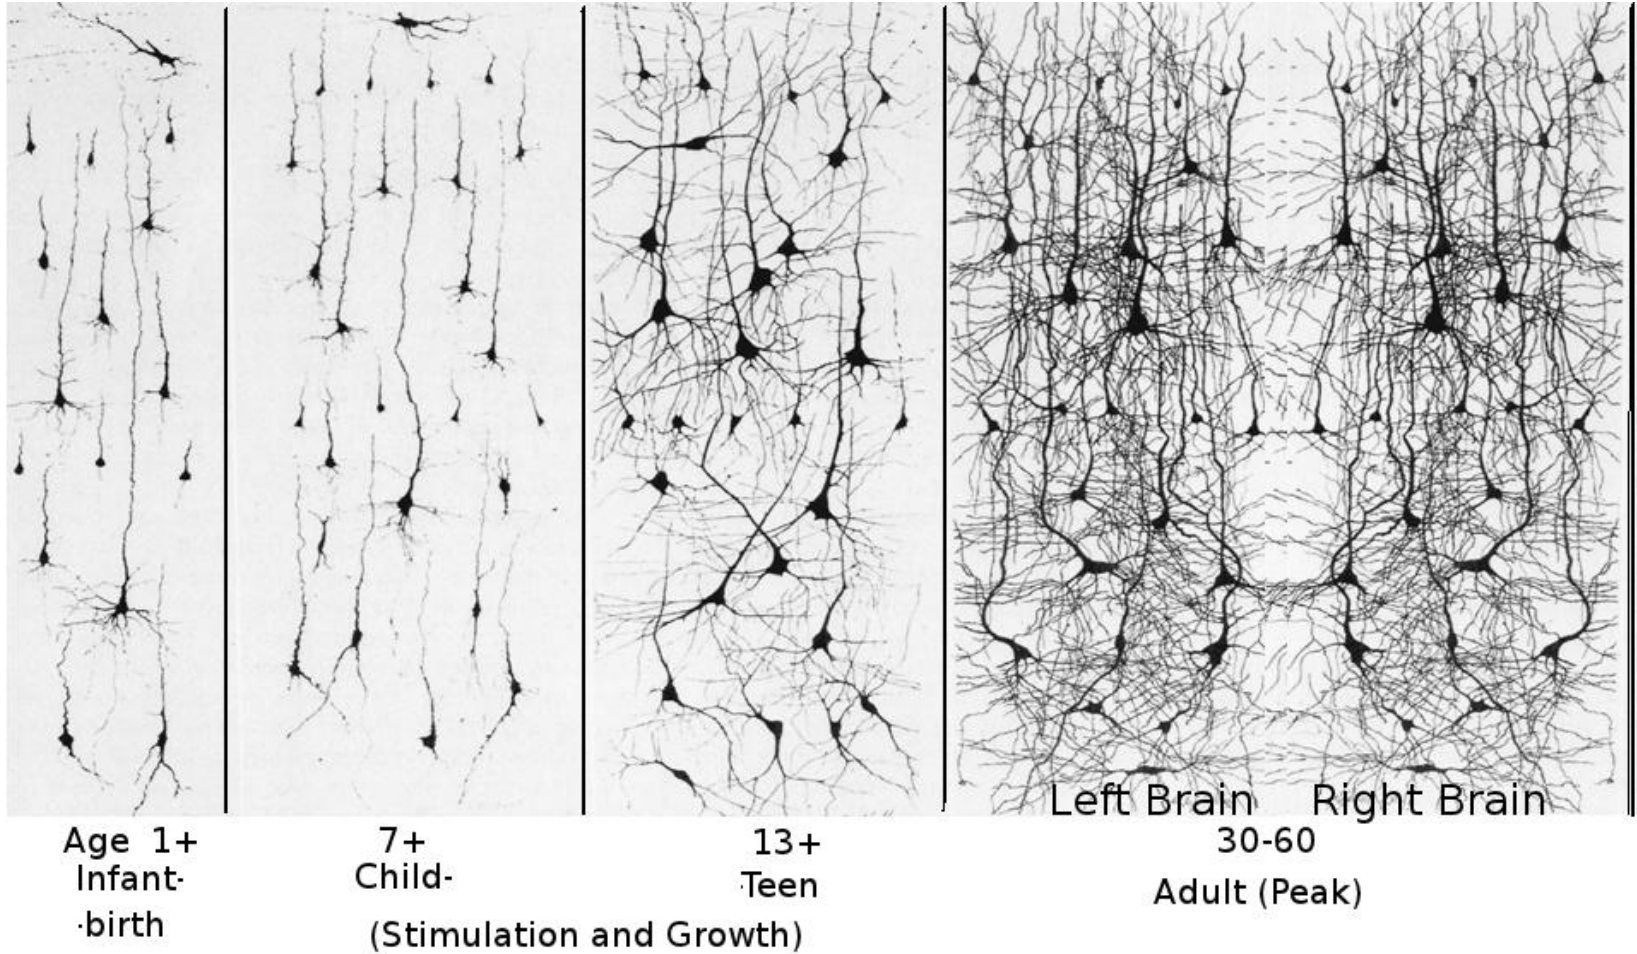 Left Brain Right Brain
Age 1+ 7+ 13+ 30-60
Infant- Child- Teen Adult (Peak)
·birth
(Stimulation and Growth)